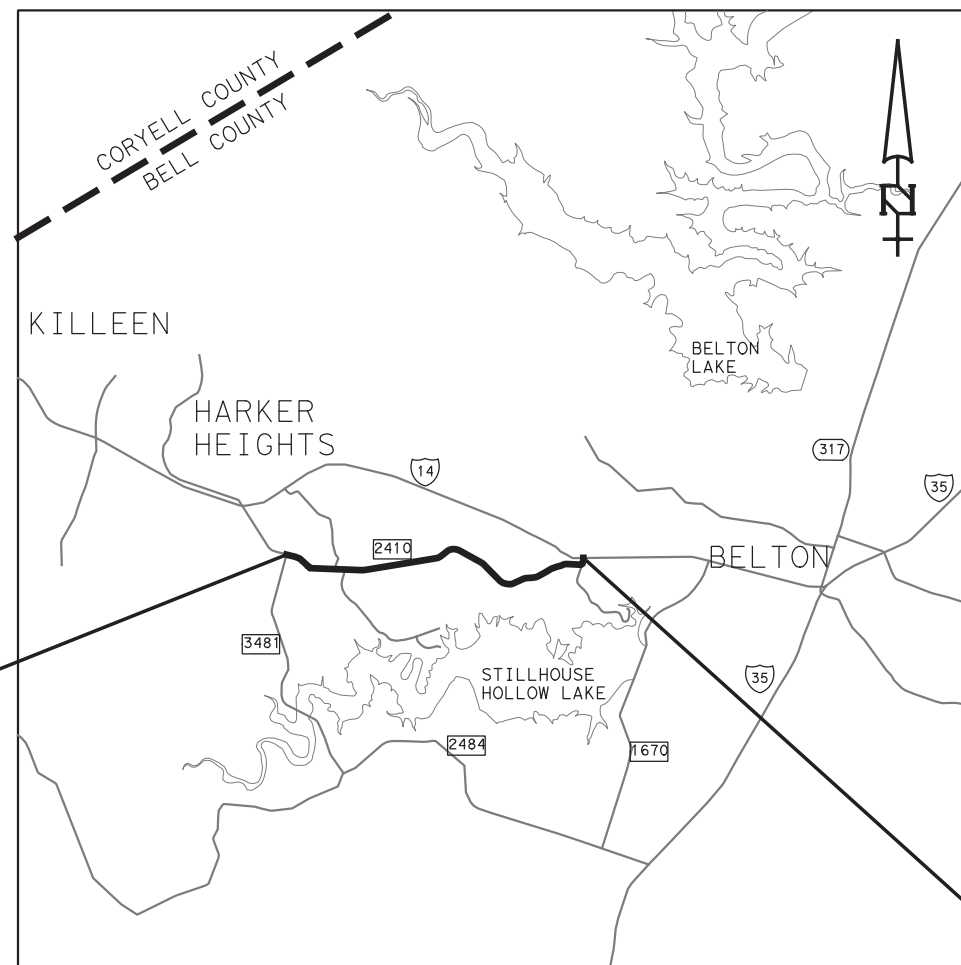 CORYELL COUNTY
BELL COUNTY
N
KILLEEN
BELTON
LAKE
HARKER
HEIGHTS
317
14
35
2410
BELTON
3481
STILLHOUSE
HOLLOW LAKE
35
2484
1670